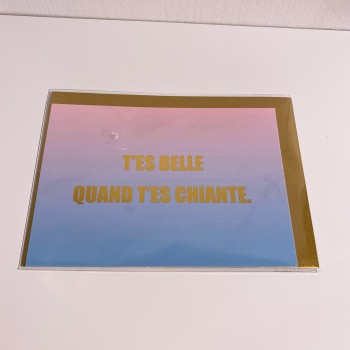 T'ES BELLE
QUAND T'ES CHIANTE.